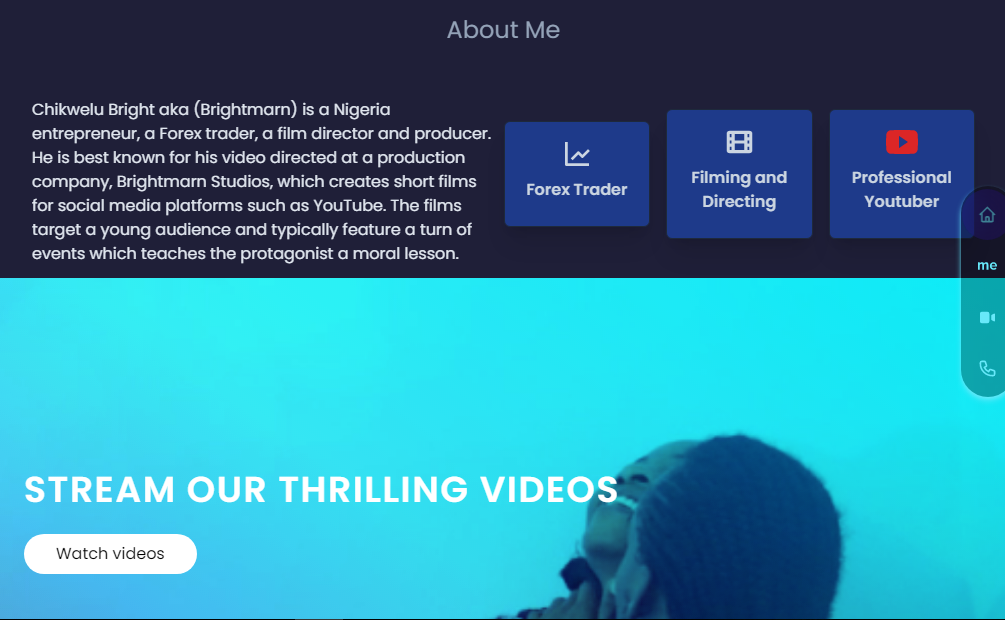 About Me
Chikwelu Bright aka (Brightmarn) is a Nigeria
entrepreneur, a Forex trader, a film director and producer.
He is best known for his video directed at a production
company, Brightmarn Studios, which creates short films
for social media platforms such as YouTube. The films
target a young audience and typically feature a turn of
events which teaches the protagonist a moral lesson.
Forex Trader
Filming and
Directing
Professional
Youtuber
me
STREAM OUR THRILLING VIDEOS
Watch videos